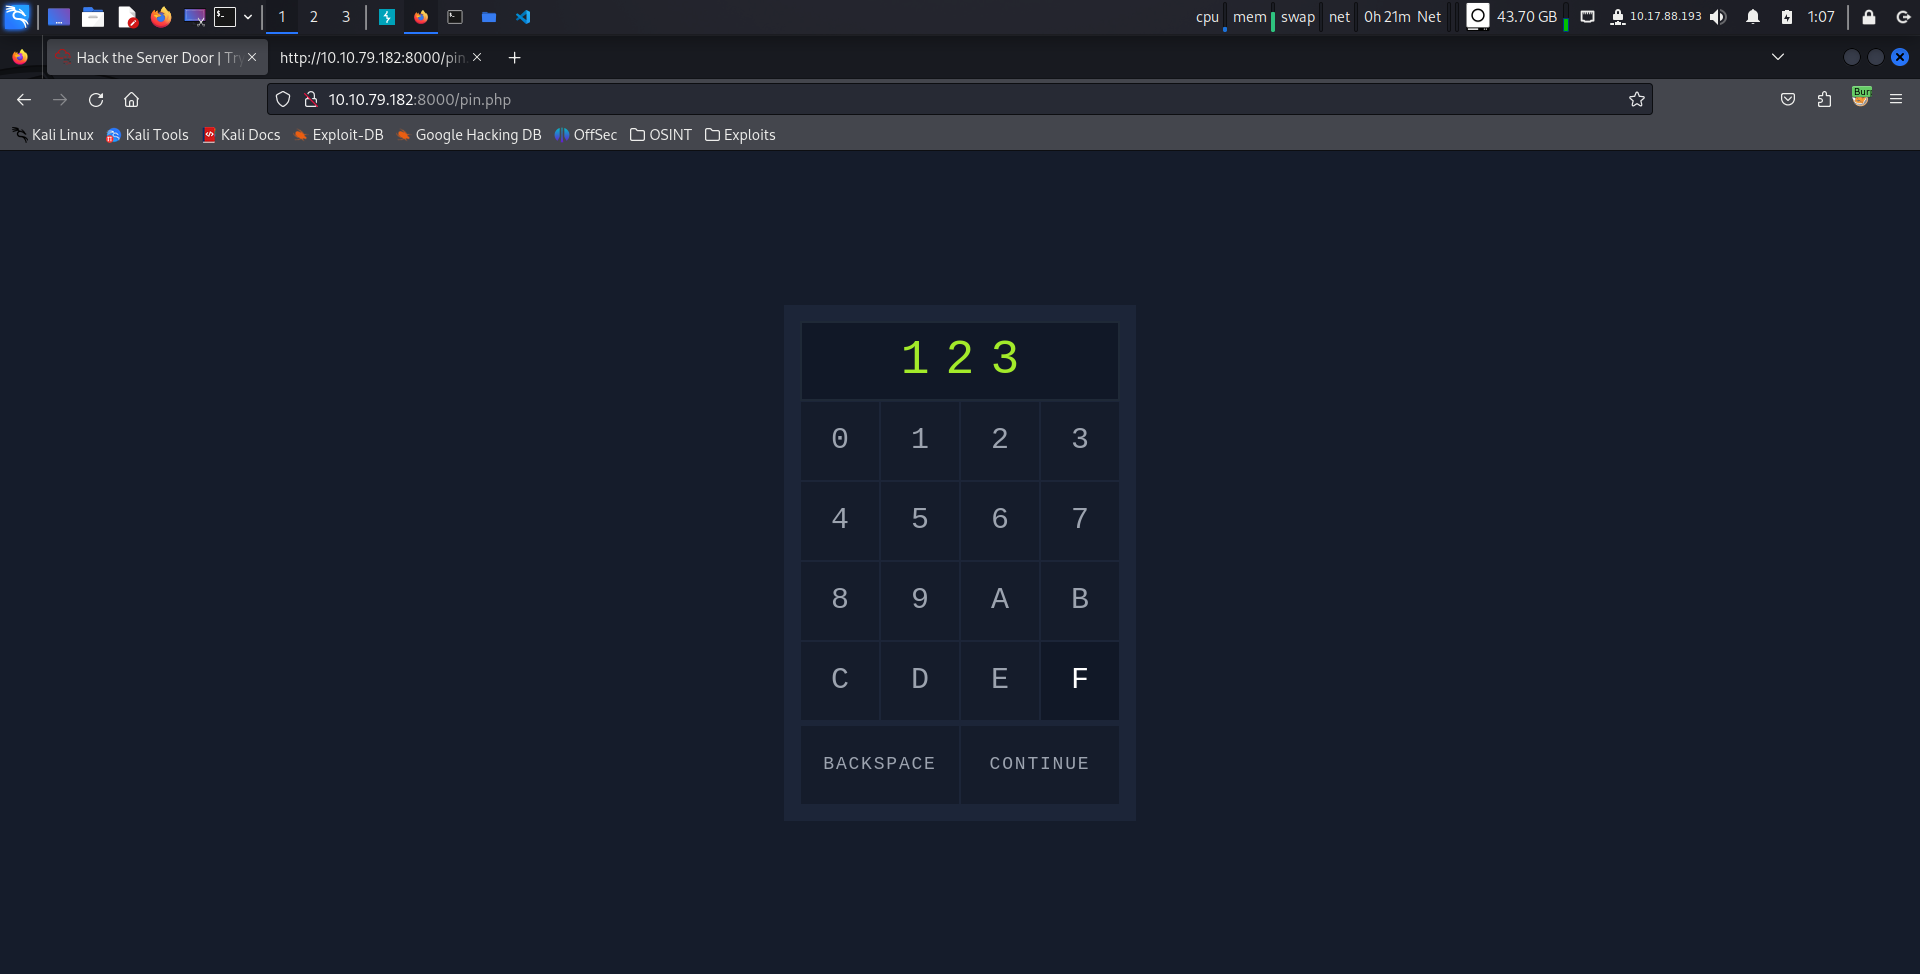 1 2 3 cpu mem swap net 0h 21m Net 43.70 GB 10.17.88.193 1:07
Hack the Server Door | Try http://10.10.79.182:8000/pin.
10.10.79.182:8000/pin.php
Kali Linux Kali Tools Kali Docs Exploit-DB Google Hacking DB OffSec OSINT Exploits
1 2 3
0 1 2 3
4 5 6 7
8 9 A B
C D E F
BACKSPACE CONTINUE